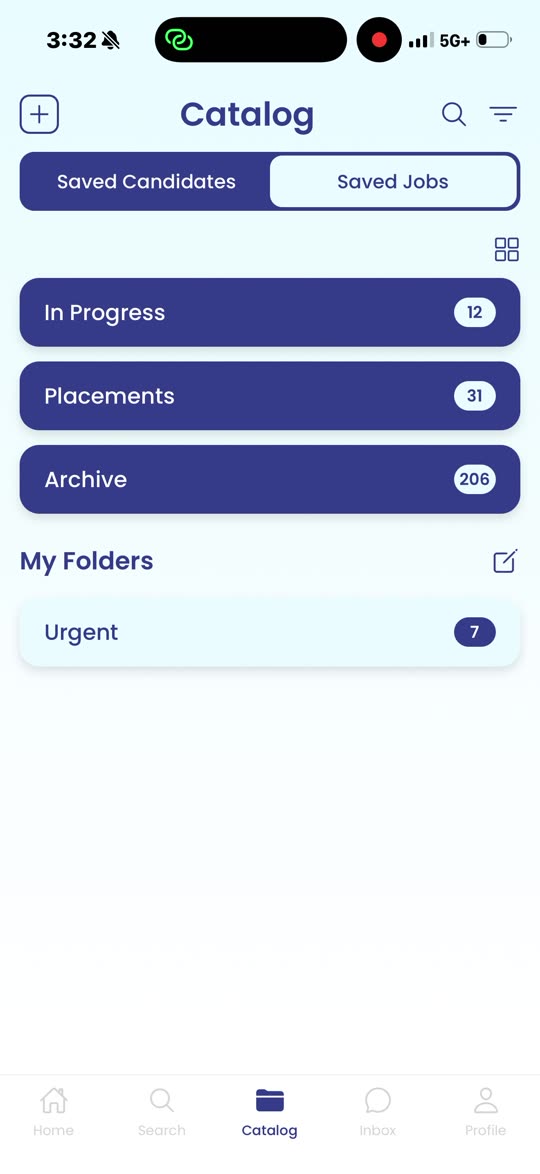 3:32 5G+
Catalog
Saved Candidates Saved Jobs
In Progress 12
Placements 31
Archive 206
My Folders
Urgent 7
Home Search Catalog Inbox Profile